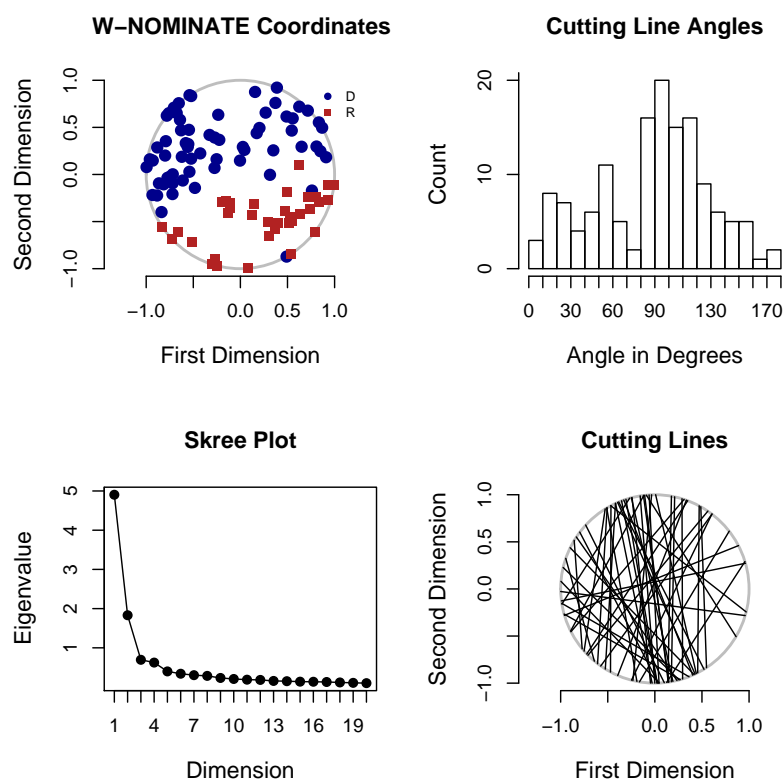 W−NOMINATE Coordinates
Second Dimension
1.0
0.5
0.0
−1.0
D
R
−1.0 0.0 0.5 1.0
First Dimension
Cutting Line Angles
Count
20
10
0
0 30 60 90 130 170
Angle in Degrees
Skree Plot
Eigenvalue
5
4
3
2
1
1 4 7 10 13 16 19
Dimension
Cutting Lines
Second Dimension
1.0
0.5
0.0
−1.0
−1.0 0.0 0.5 1.0
First Dimension